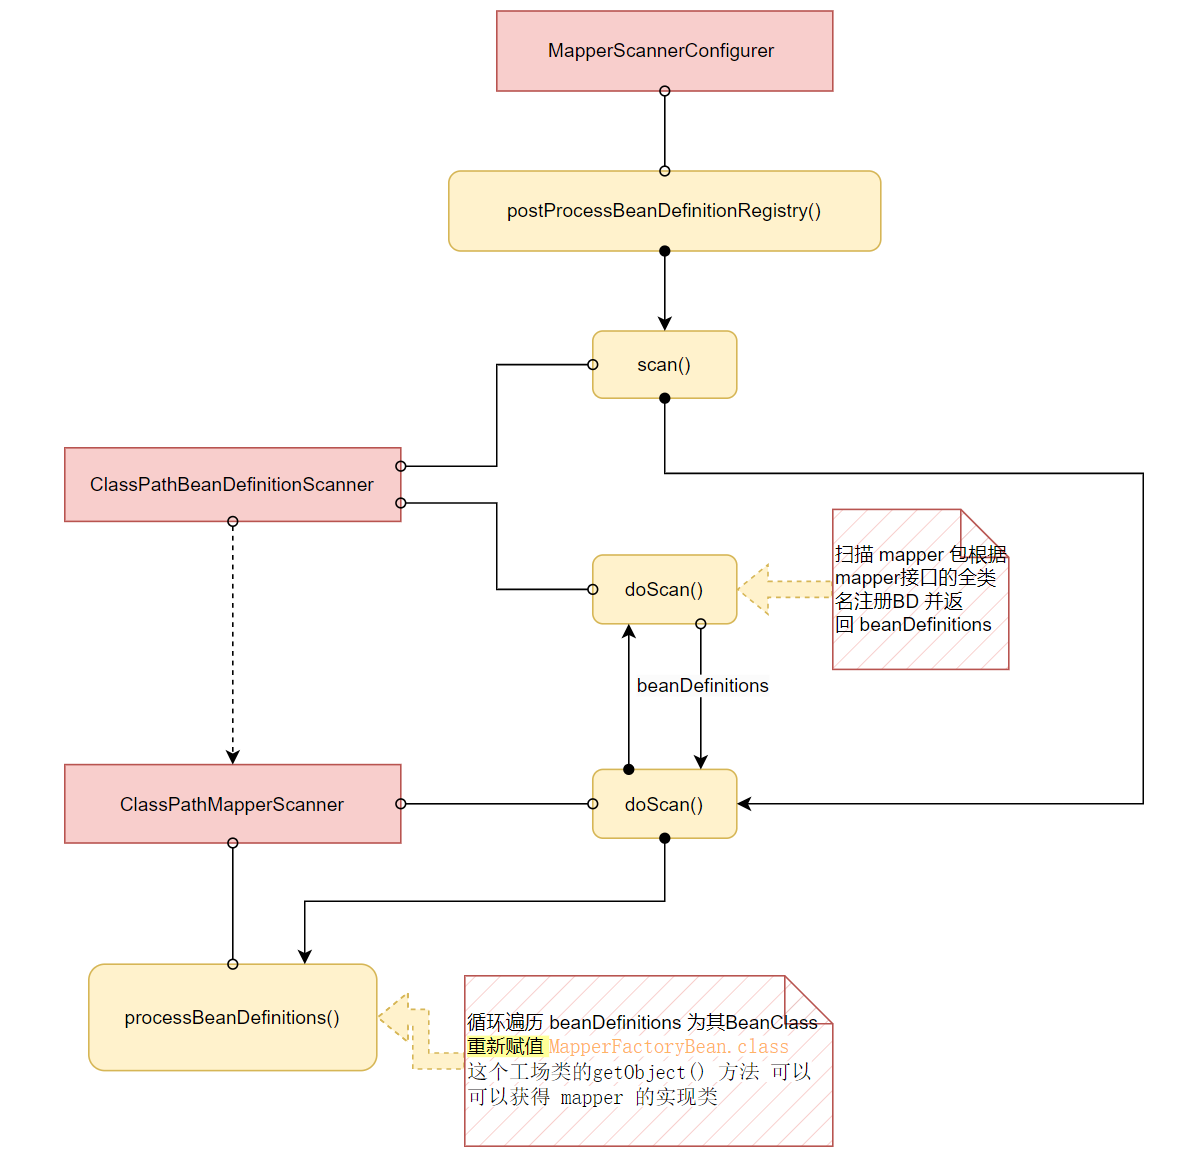 MapperScannerConfigurer
postProcessBeanDefinitionRegistry()
scan()
ClassPathBeanDefinitionScanner
doScan()
扫描 mapper 包根据
mapper接口的全类
名注册BD 并返
回 beanDefinitions
beanDefinitions
ClassPathMapperScanner
doScan()
processBeanDefinitions()
循环遍历 beanDefinitions 为其BeanClass
重新赋值 MapperFactoryBean.class
这个工场类的getObject() 方法 可以
可以获得 mapper 的实现类